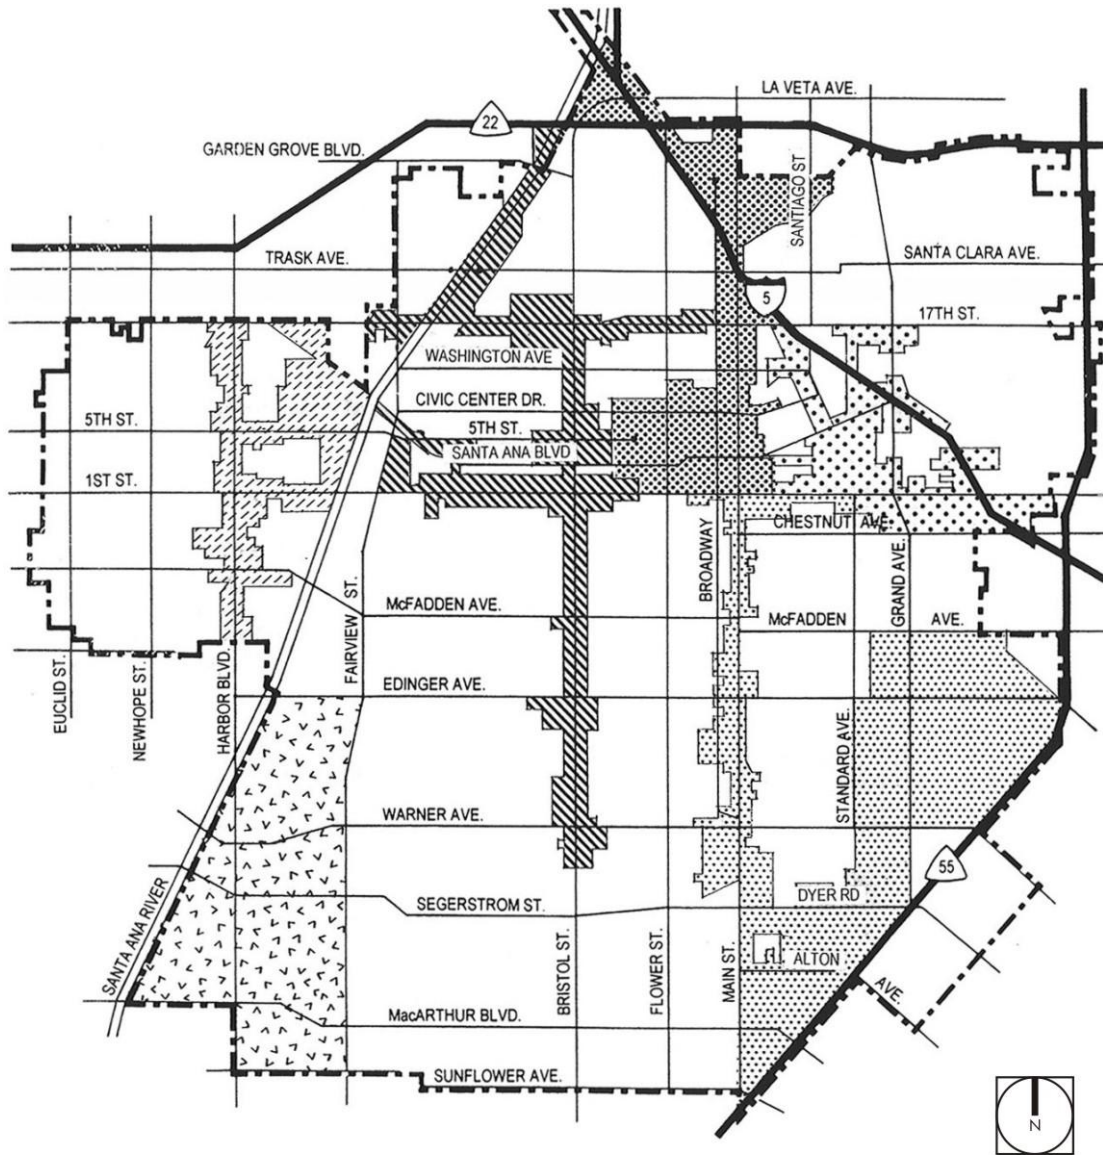 LA VETA AVE.
22
GARDEN GROVE BLVD.
SANTIAGO ST
TRASK AVE.
SANTA CLARA AVE.
5
17TH ST.
WASHINGTON AVE
CIVIC CENTER DR.
5TH ST.
5TH ST.
SANTA ANA BLVD
1ST ST.
CHESTNUT AVE.
BROADWAY
GRAND AVE.
FAIRVIEW ST.
McFADDEN AVE.
McFADDEN AVE.
EUCLID ST.
NEWHOPE ST.
HARBOR BLVD.
EDINGER AVE.
STANDARD AVE.
WARNER AVE.
55
DYER RD
SEGERSTROM ST.
SANTA ANA RIVER
BRISTOL ST.
FLOWER ST.
MAIN ST.
ALTON AVE.
MacARTHUR BLVD.
SUNFLOWER AVE.
N